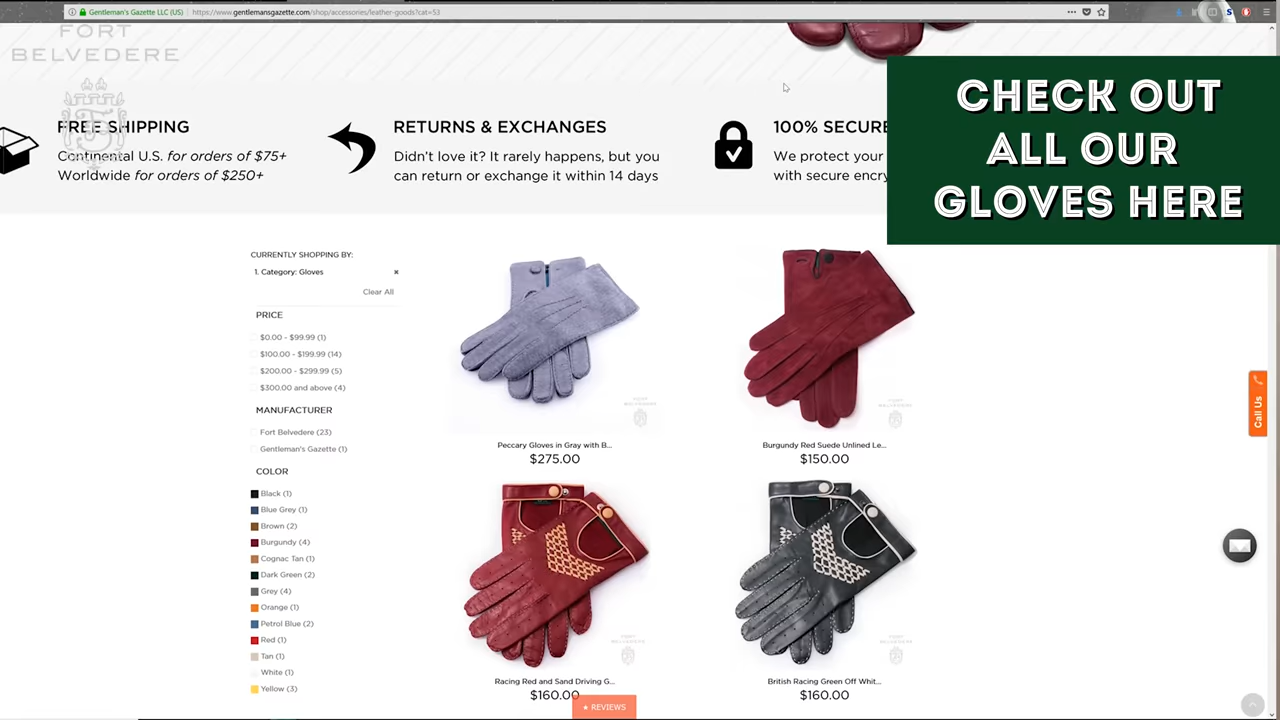 Gentleman's Gazette LLC (US)
https://www.gentlemansgazette.com/shop/accessories/leather-goods?cat=53
FORT
BELVEDERE
CHECK OUT
ALL OUR
GLOVES HERE
FREE SHIPPING
Continental U.S. for orders of $75+
Worldwide for orders of $250+
RETURNS & EXCHANGES
Didn't love it? It rarely happens, but you
can return or exchange it within 14 days
100% SECURE
We protect your
with secure encry
CURRENTLY SHOPPING BY:
1. Category: Gloves
Clear All
PRICE
$0.00 - $99.99 (1)
$100.00 - $199.99 (14)
$200.00 - $299.99 (5)
$300.00 and above (4)
MANUFACTURER
Fort Belvedere (23)
Gentleman's Gazette (1)
COLOR
Black (1)
Blue Grey (1)
Brown (2)
Burgundy (4)
Cognac Tan (1)
Dark Green (2)
Grey (4)
Orange (1)
Petrol Blue (2)
Red (1)
Tan (1)
White (1)
Yellow (3)
FORT
BELVEDERE
Peccary Gloves in Gray with B...
$275.00
FORT
BELVEDERE
Burgundy Red Suede Unlined Le...
$150.00
FORT
BELVEDERE
Racing Red and Sand Driving G...
$160.00
FORT
BELVEDERE
British Racing Green Off Whit...
$160.00
Call Us
★ REVIEWS